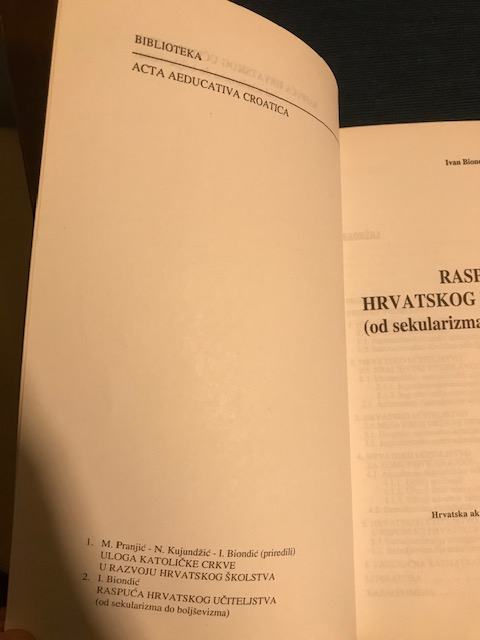 BIBLIOTEKA
ACTA AEDUCATIVA CROATICA
1. M. Pranjić - N. Kujundžić - I. Biondić (priredili)
ULOGA KATOLIČKE CRKVE
U RAZVOJU HRVATSKOG ŠKOLSTVA
2. I. Biondić
RASPUĆA HRVATSKOG UČITELJSTVA
(od sekularizma do boljševizma)
Ivan Biond
RASP
HRVATSKOG
(od sekularizma
Hrvatska ak